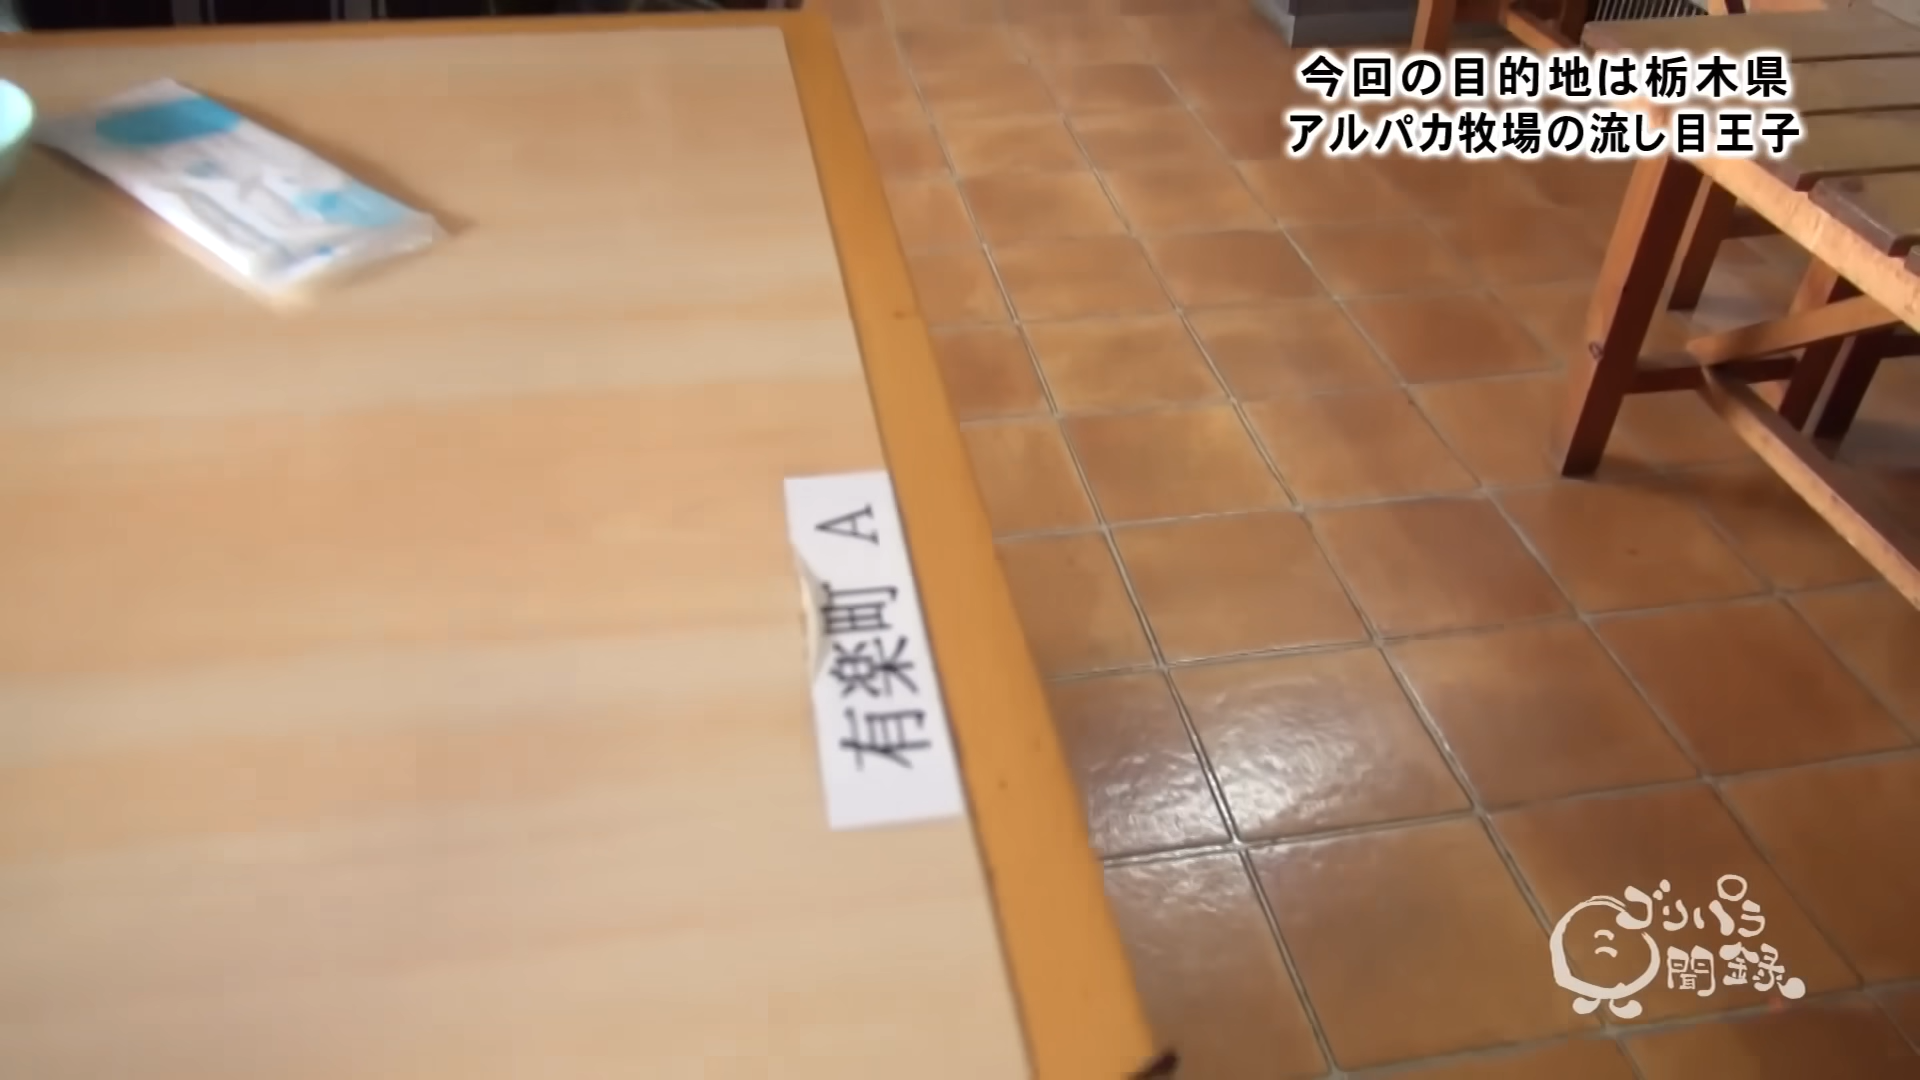 今回の目的地は栃木県
アルパカ牧場の流し目王子
有楽町 A
ゴリパラ
見聞録